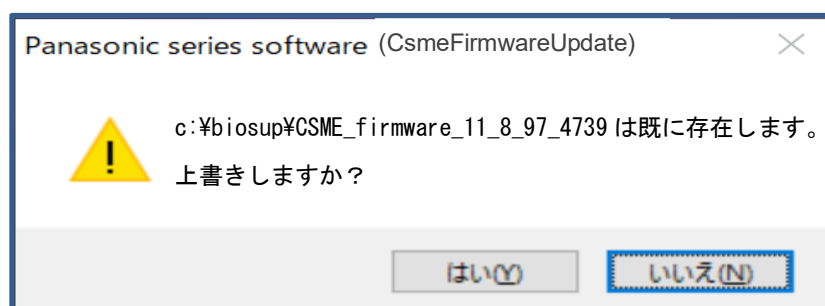 Panasonic series software (CsmeFirmwareUpdate)
c:¥biosup¥CSME_firmware_11_8_97_4739 は既に存在します。
上書きしますか？
はい(Y) いいえ(N)